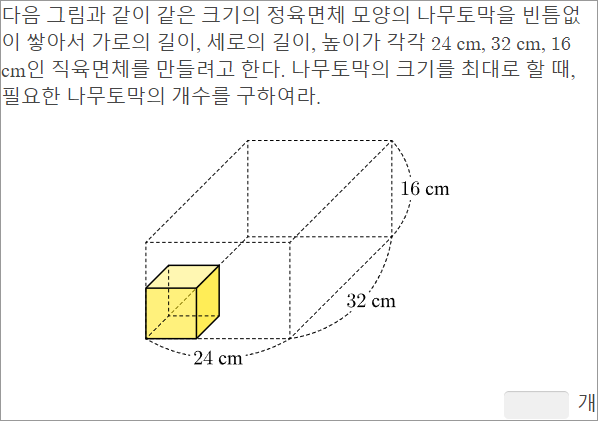 다음 그림과 같이 같은 크기의 정육면체 모양의 나무토막을 빈틈없
이 쌓아서 가로의 길이, 세로의 길이, 높이가 각각 24 cm, 32 cm, 16
cm인 직육면체를 만들려고 한다. 나무토막의 크기를 최대로 할 때,
필요한 나무토막의 개수를 구하여라.
16 cm
32 cm
24 cm
개